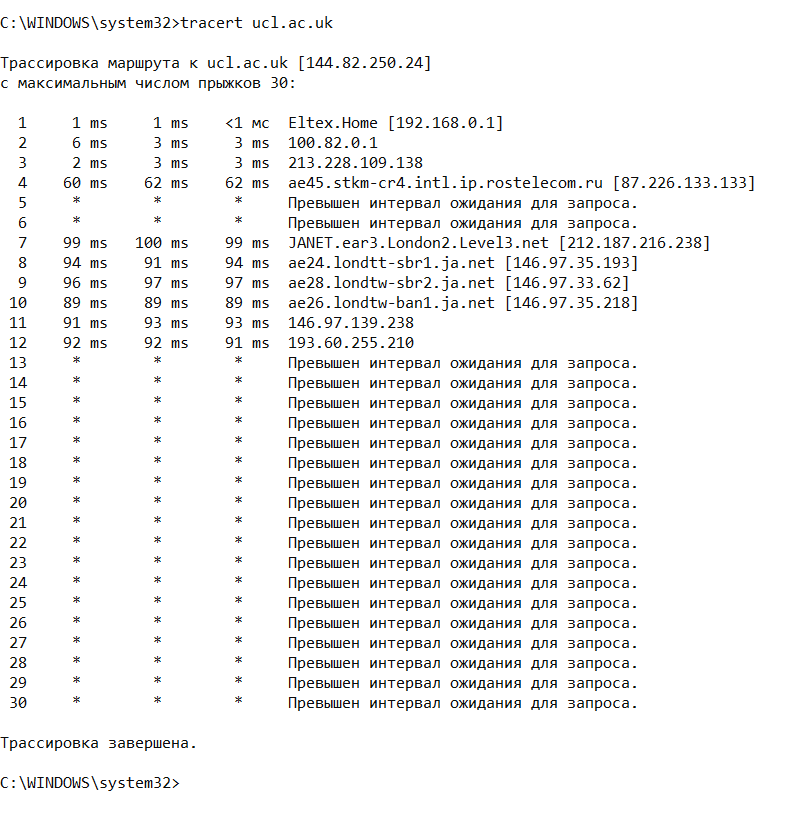 C:\WINDOWS\system32>tracert ucl.ac.uk
Трассировка маршрута к ucl.ac.uk [144.82.250.24]
с максимальным числом прыжков 30:
1 1 ms 1 ms <1 мс Eltex.Home [192.168.0.1]
2 6 ms 3 ms 3 ms 100.82.0.1
3 2 ms 3 ms 3 ms 213.228.109.138
4 60 ms 62 ms 62 ms ae45.stkm-cr4.intl.ip.rostelecom.ru [87.226.133.133]
5 * * * Превышен интервал ожидания для запроса.
6 * * * Превышен интервал ожидания для запроса.
7 99 ms 100 ms 99 ms JANET.ear3.London2.Level3.net [212.187.216.238]
8 94 ms 91 ms 94 ms ae24.londtt-sbr1.ja.net [146.97.35.193]
9 96 ms 97 ms 97 ms ae28.londtw-sbr2.ja.net [146.97.33.62]
10 89 ms 89 ms 89 ms ae26.londtw-ban1.ja.net [146.97.35.218]
11 91 ms 93 ms 93 ms 146.97.139.238
12 92 ms 92 ms 91 ms 193.60.255.210
13 * * * Превышен интервал ожидания для запроса.
14 * * * Превышен интервал ожидания для запроса.
15 * * * Превышен интервал ожидания для запроса.
16 * * * Превышен интервал ожидания для запроса.
17 * * * Превышен интервал ожидания для запроса.
18 * * * Превышен интервал ожидания для запроса.
19 * * * Превышен интервал ожидания для запроса.
20 * * * Превышен интервал ожидания для запроса.
21 * * * Превышен интервал ожидания для запроса.
22 * * * Превышен интервал ожидания для запроса.
23 * * * Превышен интервал ожидания для запроса.
24 * * * Превышен интервал ожидания для запроса.
25 * * * Превышен интервал ожидания для запроса.
26 * * * Превышен интервал ожидания для запроса.
27 * * * Превышен интервал ожидания для запроса.
28 * * * Превышен интервал ожидания для запроса.
29 * * * Превышен интервал ожидания для запроса.
30 * * * Превышен интервал ожидания для запроса.
Трассировка завершена.
C:\WINDOWS\system32>